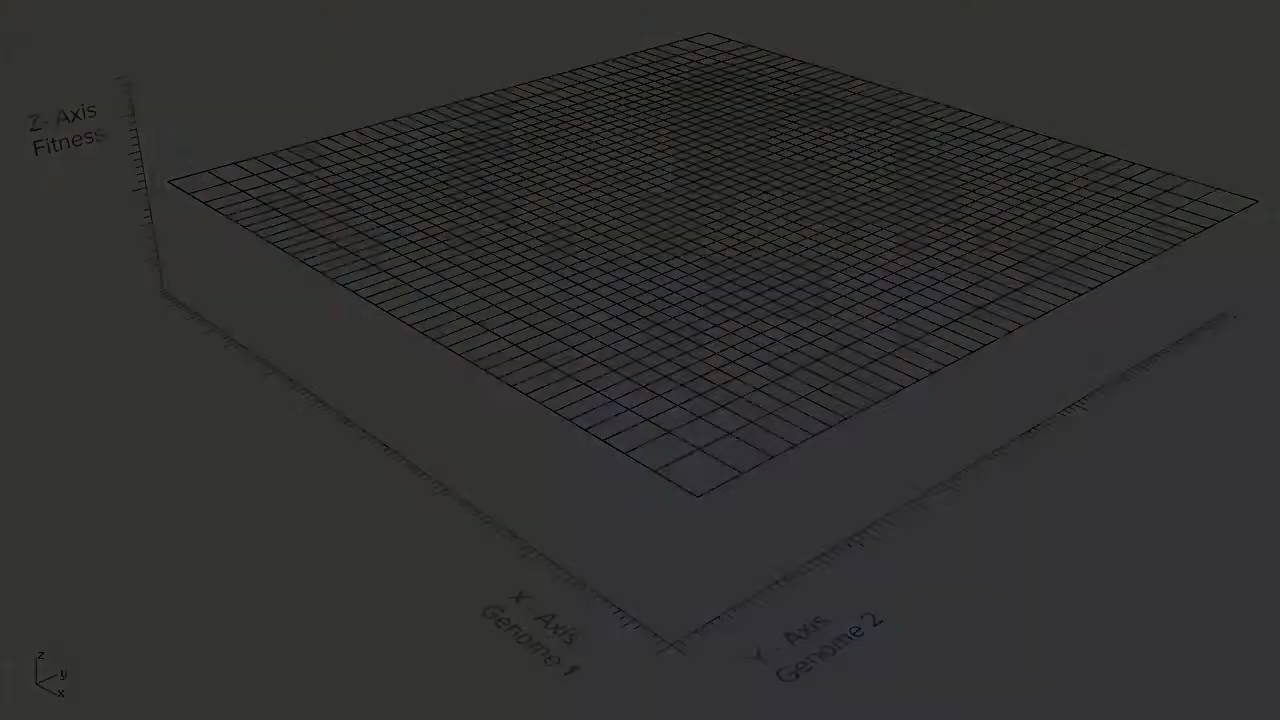 Z- Axis
Fitness
X - Axis
Genome 1
Y - Axis
Genome 2
z
y
x